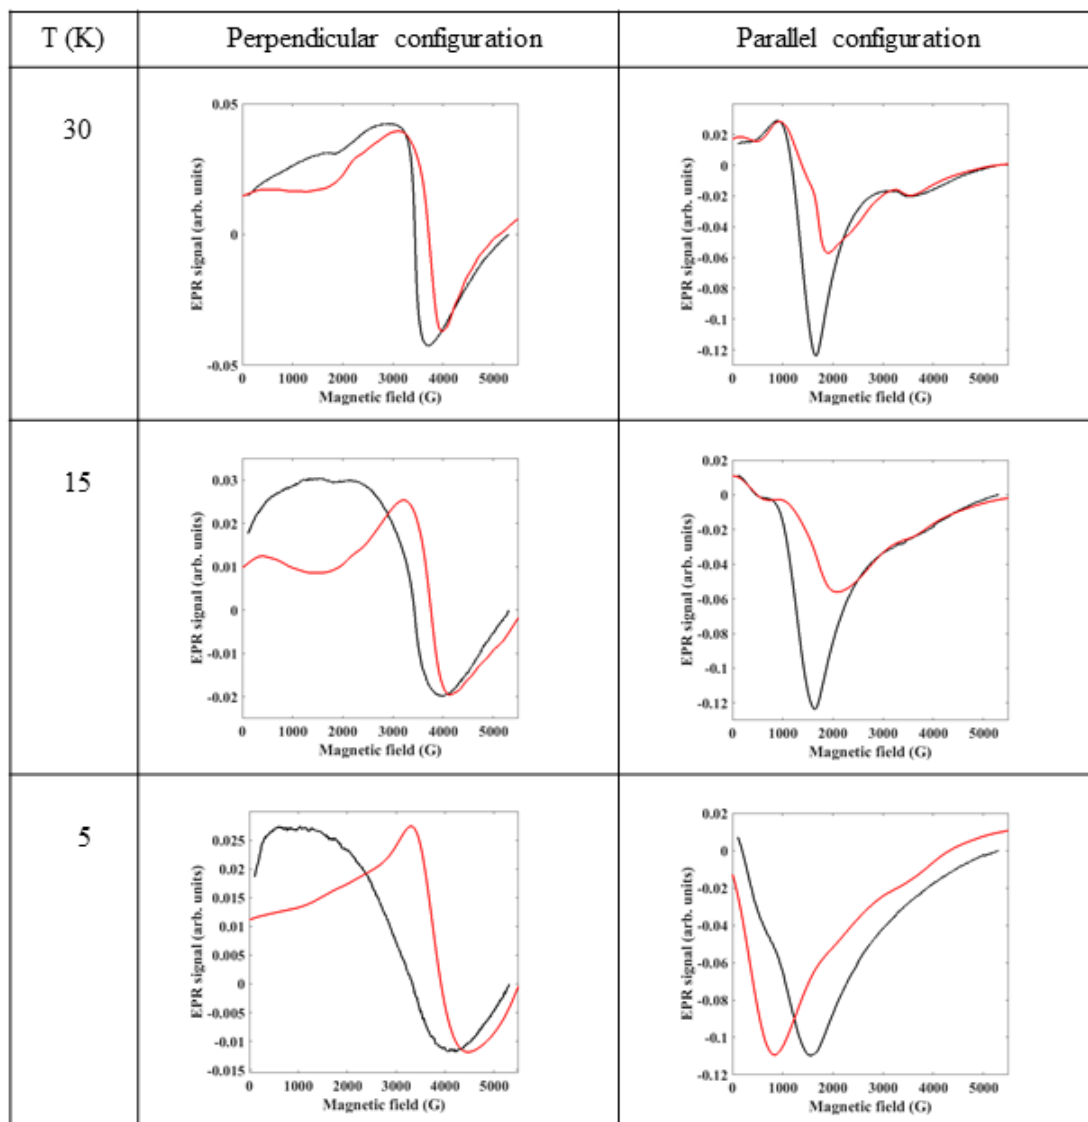 T (K) Perpendicular configuration Parallel configuration
30
0.05
0
-0.05
EPR signal (arb. units)
0 1000 2000 3000 4000 5000
Magnetic field (G)
0.02
0
-0.02
-0.04
-0.06
-0.08
-0.1
-0.12
EPR signal (arb. units)
0 1000 2000 3000 4000 5000
Magnetic field (G)
15
0.03
0.02
0.01
0
-0.01
-0.02
EPR signal (arb. units)
0 1000 2000 3000 4000 5000
Magnetic field (G)
0.02
0
-0.02
-0.04
-0.06
-0.08
-0.1
-0.12
EPR signal (arb. units)
0 1000 2000 3000 4000 5000
Magnetic field (G)
5
0.025
0.02
0.015
0.01
0.005
0
-0.005
-0.01
-0.015
EPR signal (arb. units)
0 1000 2000 3000 4000 5000
Magnetic field (G)
0.02
0
-0.02
-0.04
-0.06
-0.08
-0.1
-0.12
EPR signal (arb. units)
0 1000 2000 3000 4000 5000
Magnetic field (G)